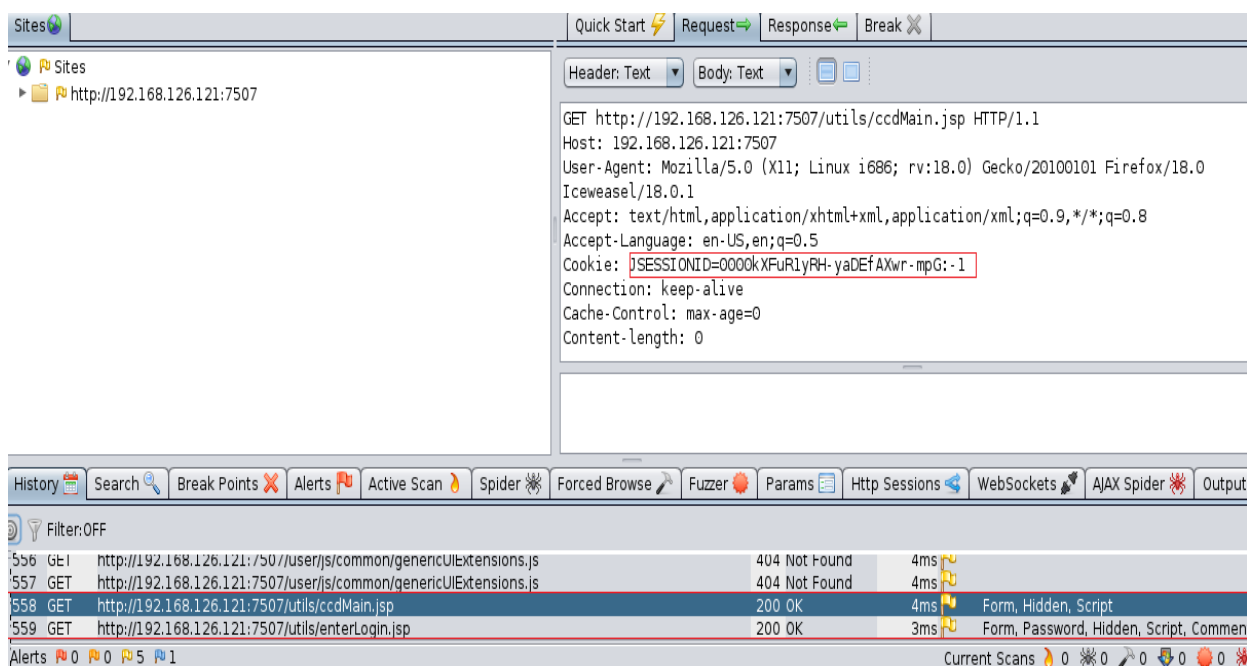 Sites
Quick Start Request Response Break
Sites
http://192.168.126.121:7507
Header: Text Body: Text
GET http://192.168.126.121:7507/utils/ccdMain.jsp HTTP/1.1
Host: 192.168.126.121:7507
User-Agent: Mozilla/5.0 (X11; Linux i686; rv:18.0) Gecko/20100101 Firefox/18.0
Iceweasel/18.0.1
Accept: text/html,application/xhtml+xml,application/xml;q=0.9,*/*;q=0.8
Accept-Language: en-US,en;q=0.5
Cookie: JSESSIONID=0000kXFuRlyRH-yaDEfAXwr-mpG:-1
Connection: keep-alive
Cache-Control: max-age=0
Content-length: 0
History Search Break Points Alerts Active Scan Spider Forced Browse Fuzzer Params Http Sessions WebSockets AJAX Spider Output
Filter:OFF
556 GET http://192.168.126.121:7507/user/js/common/genericUIExtensions.js 404 Not Found 4ms
557 GET http://192.168.126.121:7507/user/js/common/genericUIExtensions.js 404 Not Found 4ms
558 GET http://192.168.126.121:7507/utils/ccdMain.jsp 200 OK 4ms Form, Hidden, Script
559 GET http://192.168.126.121:7507/utils/enterLogin.jsp 200 OK 3ms Form, Password, Hidden, Script, Commen
Alerts 0 0 5 1 Current Scans 0 0 0 0 0